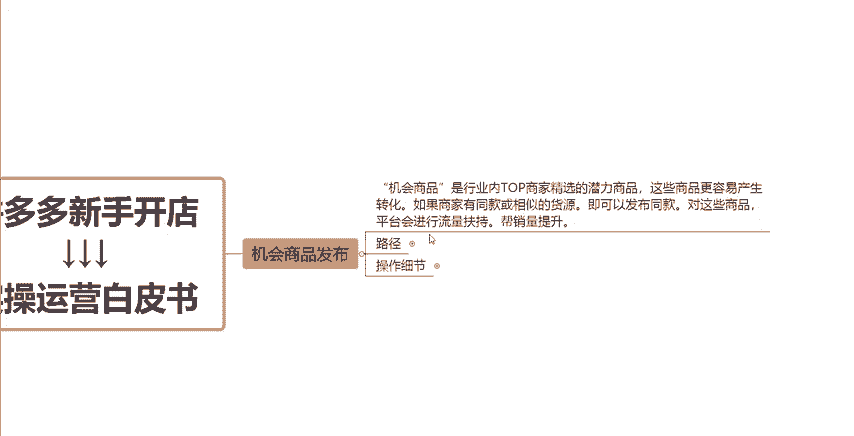 多多新手开店
↓↓↓
操运营白皮书
机会商品发布
“机会商品”是行业内TOP商家精选的潜力商品，这些商品更容易产生
转化。如果商家有同款或相似的货源。即可以发布同款。对这些商品，
平台会进行流量扶持。帮销量提升。
路径
操作细节